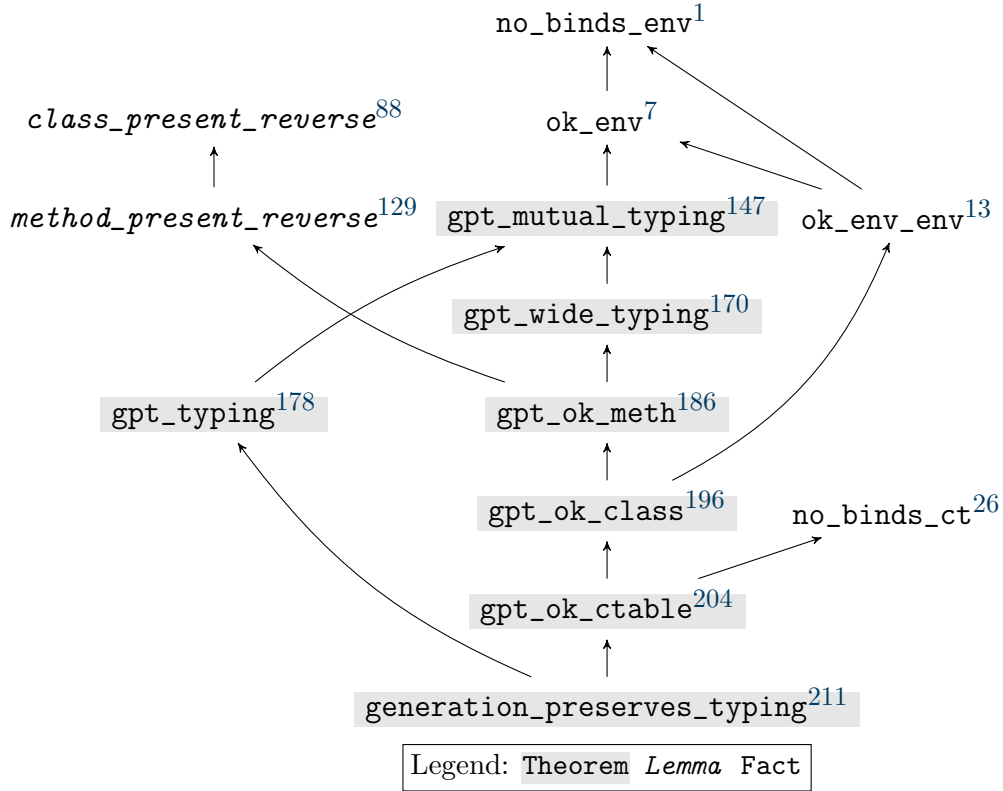 no_binds_env1
class_present_reverse88
ok_env7
method_present_reverse129
gpt_mutual_typing147
ok_env_env13
gpt_wide_typing170
gpt_typing178
gpt_ok_meth186
gpt_ok_class196
no_binds_ct26
gpt_ok_ctable204
generation_preserves_typing211
Legend: Theorem Lemma Fact